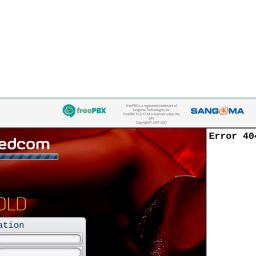 freePBX
FreePBX is a registered trademark of
Sangoma Technologies Inc.
FreePBX 15.0.17.64 is licensed under the
GPL
Copyright© 2007-2021
SANGOMA
edcom
Error 404
OLD
ation